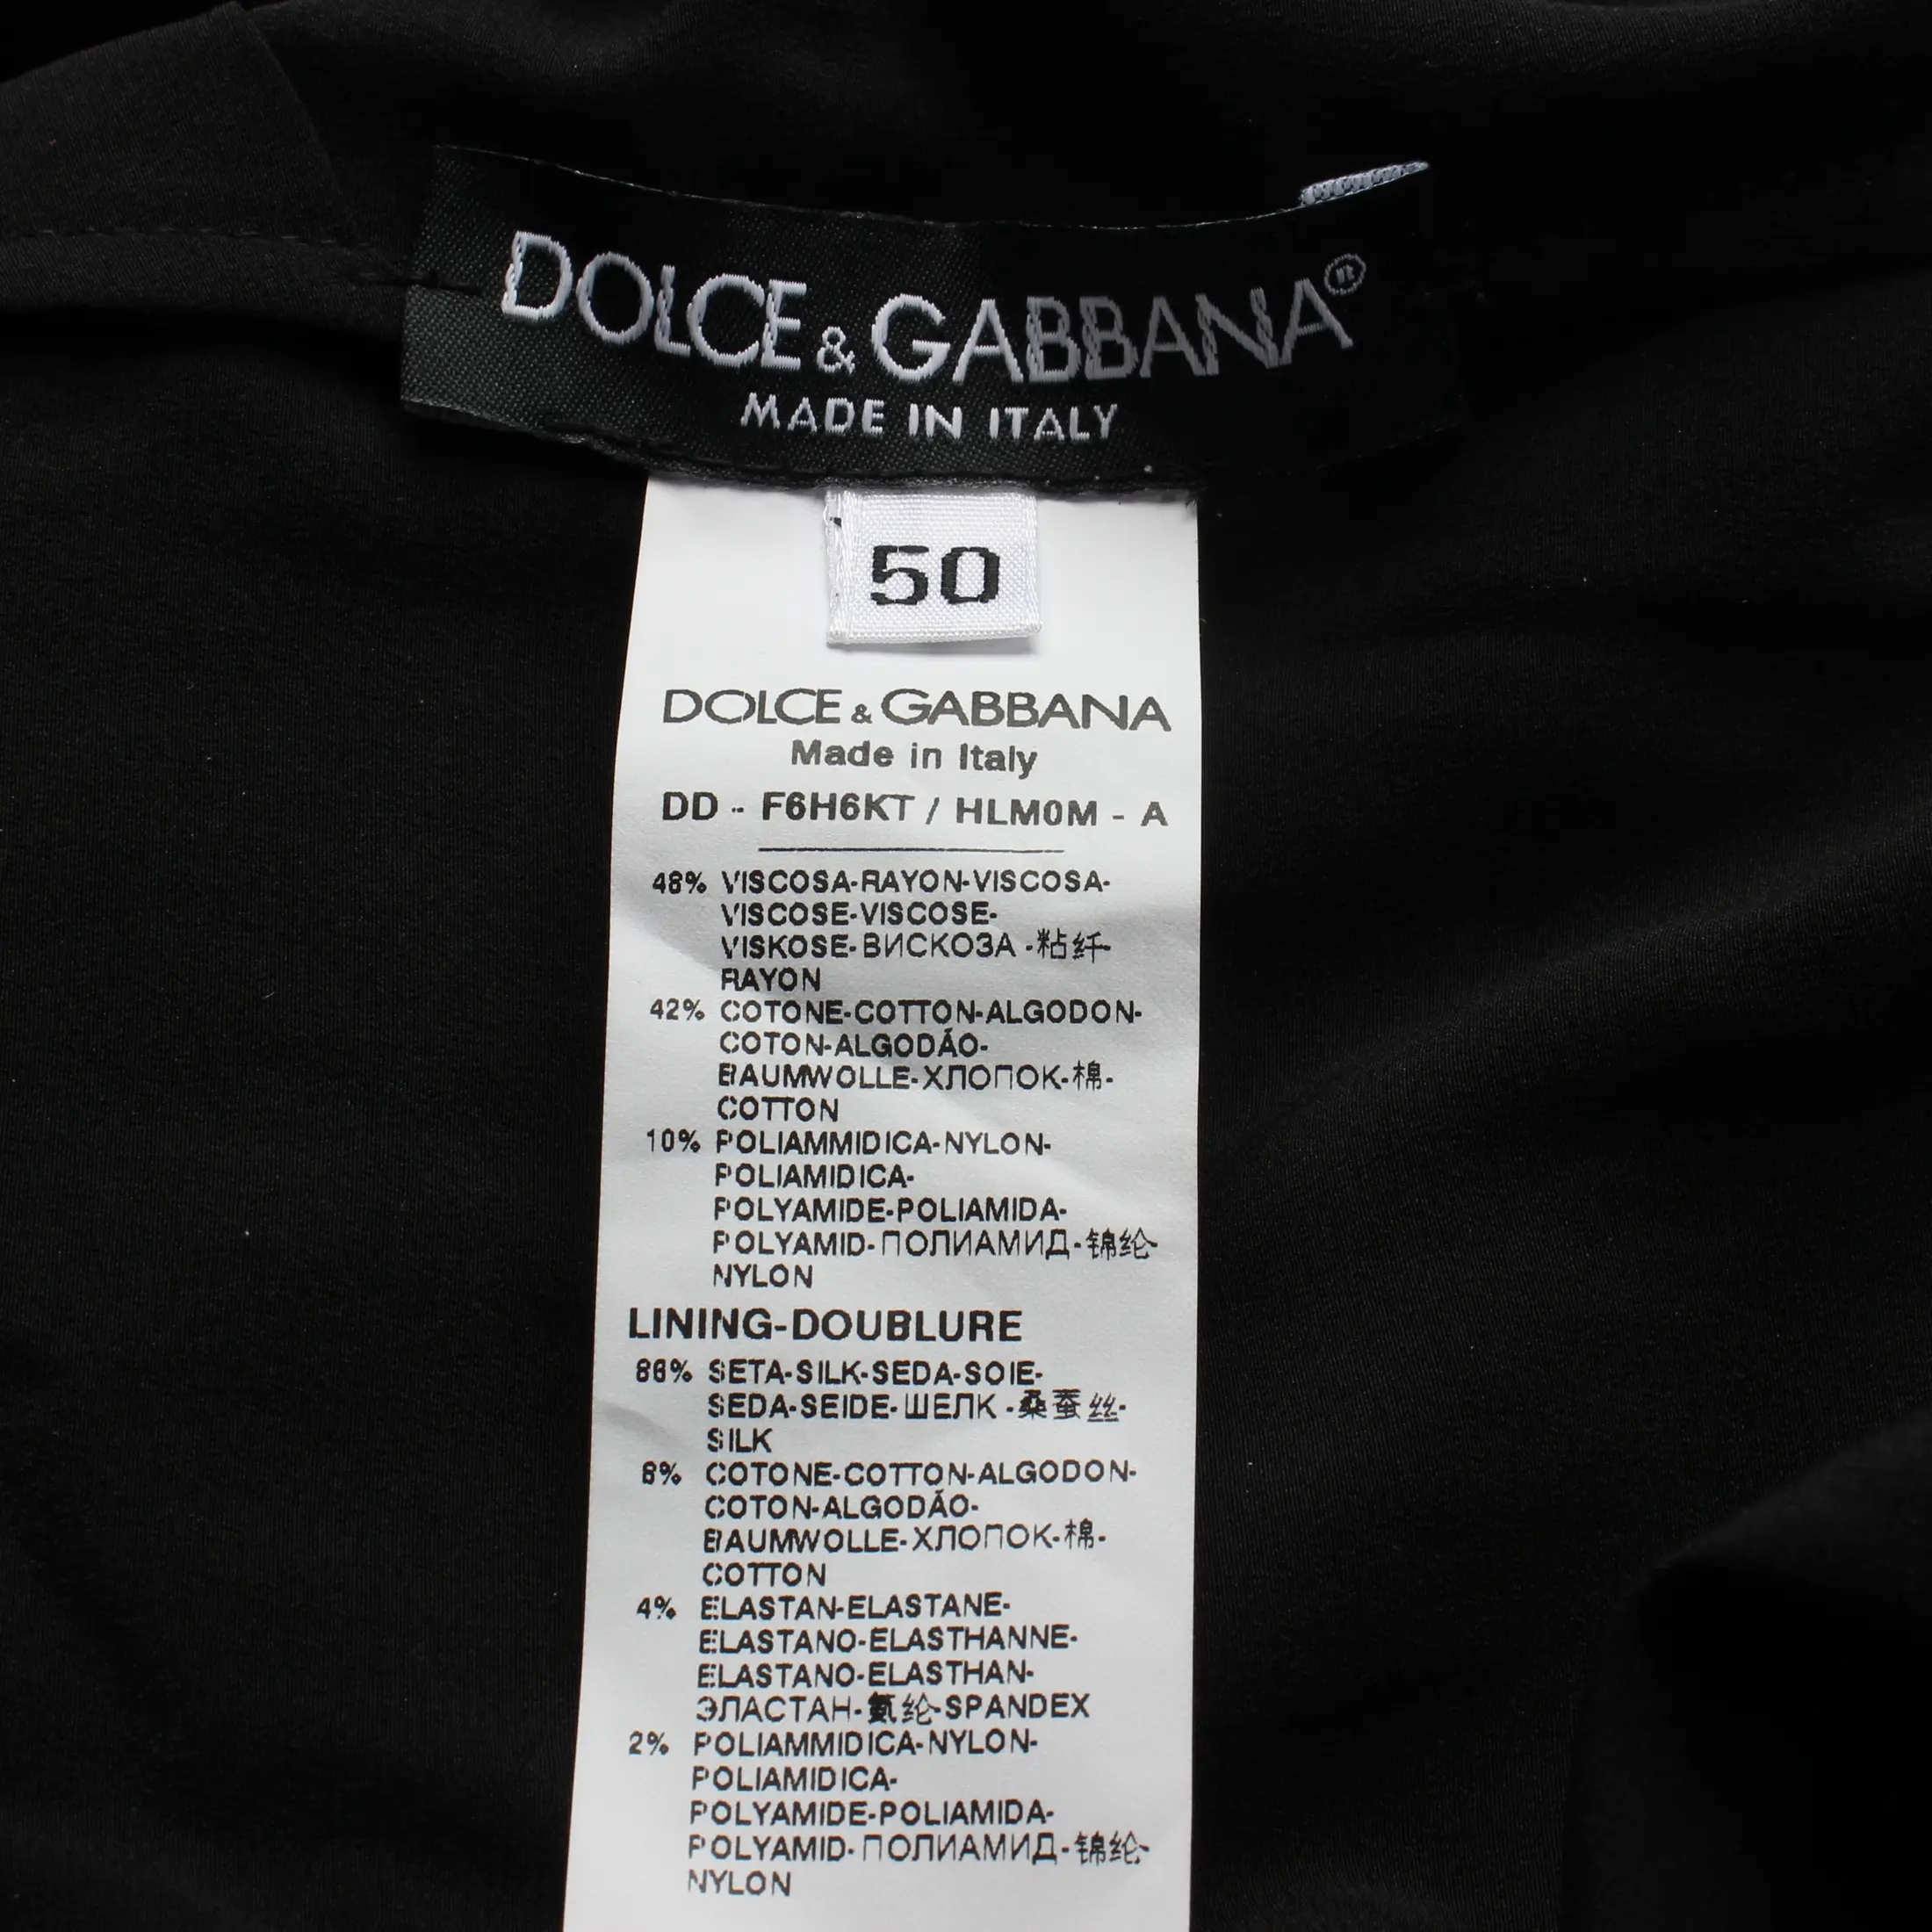 DOLCE & GABBANA®
MADE IN ITALY
50
DOLCE & GABBANA
Made in Italy
DD - F6H6KT / HLM0M - A
48% VISCOSA-RAYON-VISCOSA-
VISCOSE-VISCOSE-
VISKOSE-ВИСКОЗА -粘纤-
RAYON
42% COTONE-COTTON-ALGODON-
COTON-ALGODÃO-
BAUMWOLLE-ХЛОПОК-棉-
COTTON
10% POLIAMMIDICA-NYLON-
POLIAMIDICA-
POLYAMIDE-POLIAMIDA-
POLYAMID-ПОЛИАМИД-锦纶-
NYLON
LINING-DOUBLURE
86% SETA-SILK-SEDA-SOIE-
SEDA-SEIDE-ШЕЛК -桑蚕丝-
SILK
8% COTONE-COTTON-ALGODON-
COTON-ALGODÃO-
BAUMWOLLE-ХЛОПОК-棉-
COTTON
4% ELASTAN-ELASTANE-
ELASTANO-ELASTHANNE-
ELASTANO-ELASTHAN-
ЭЛАСТАН-氨纶-SPANDEX
2% POLIAMMIDICA-NYLON-
POLIAMIDICA-
POLYAMIDE-POLIAMIDA-
POLYAMID-ПОЛИАМИД-锦纶-
NYLON